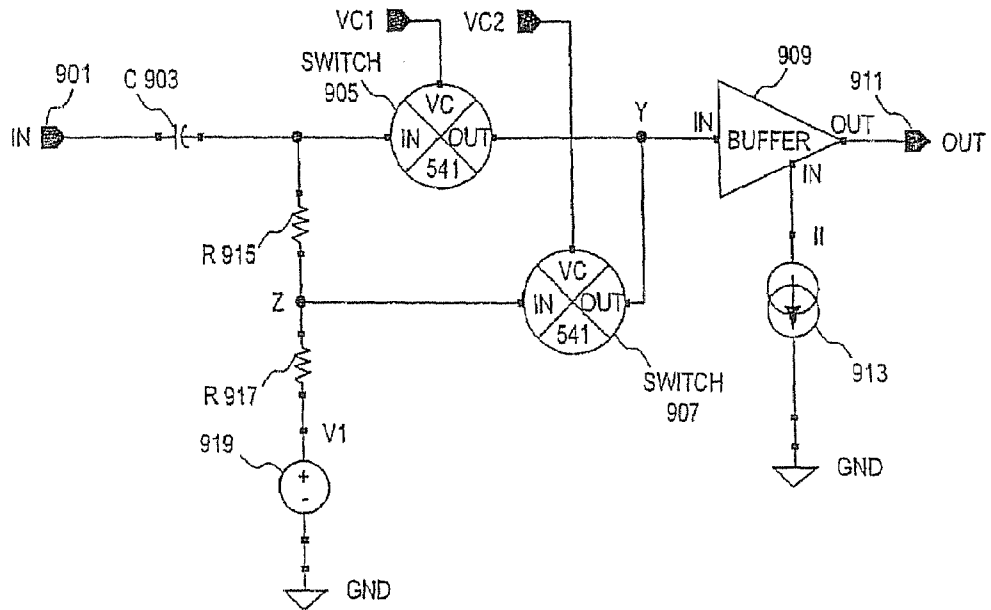 VC1
VC2
SWITCH
905
909
901
C 903
911
VC
Y
IN
IN
OUT
IN
BUFFER
OUT
OUT
541
IN
R 915
II
VC
Z
IN
OUT
541
913
R 917
SWITCH
907
919
V1
+
-
GND
GND